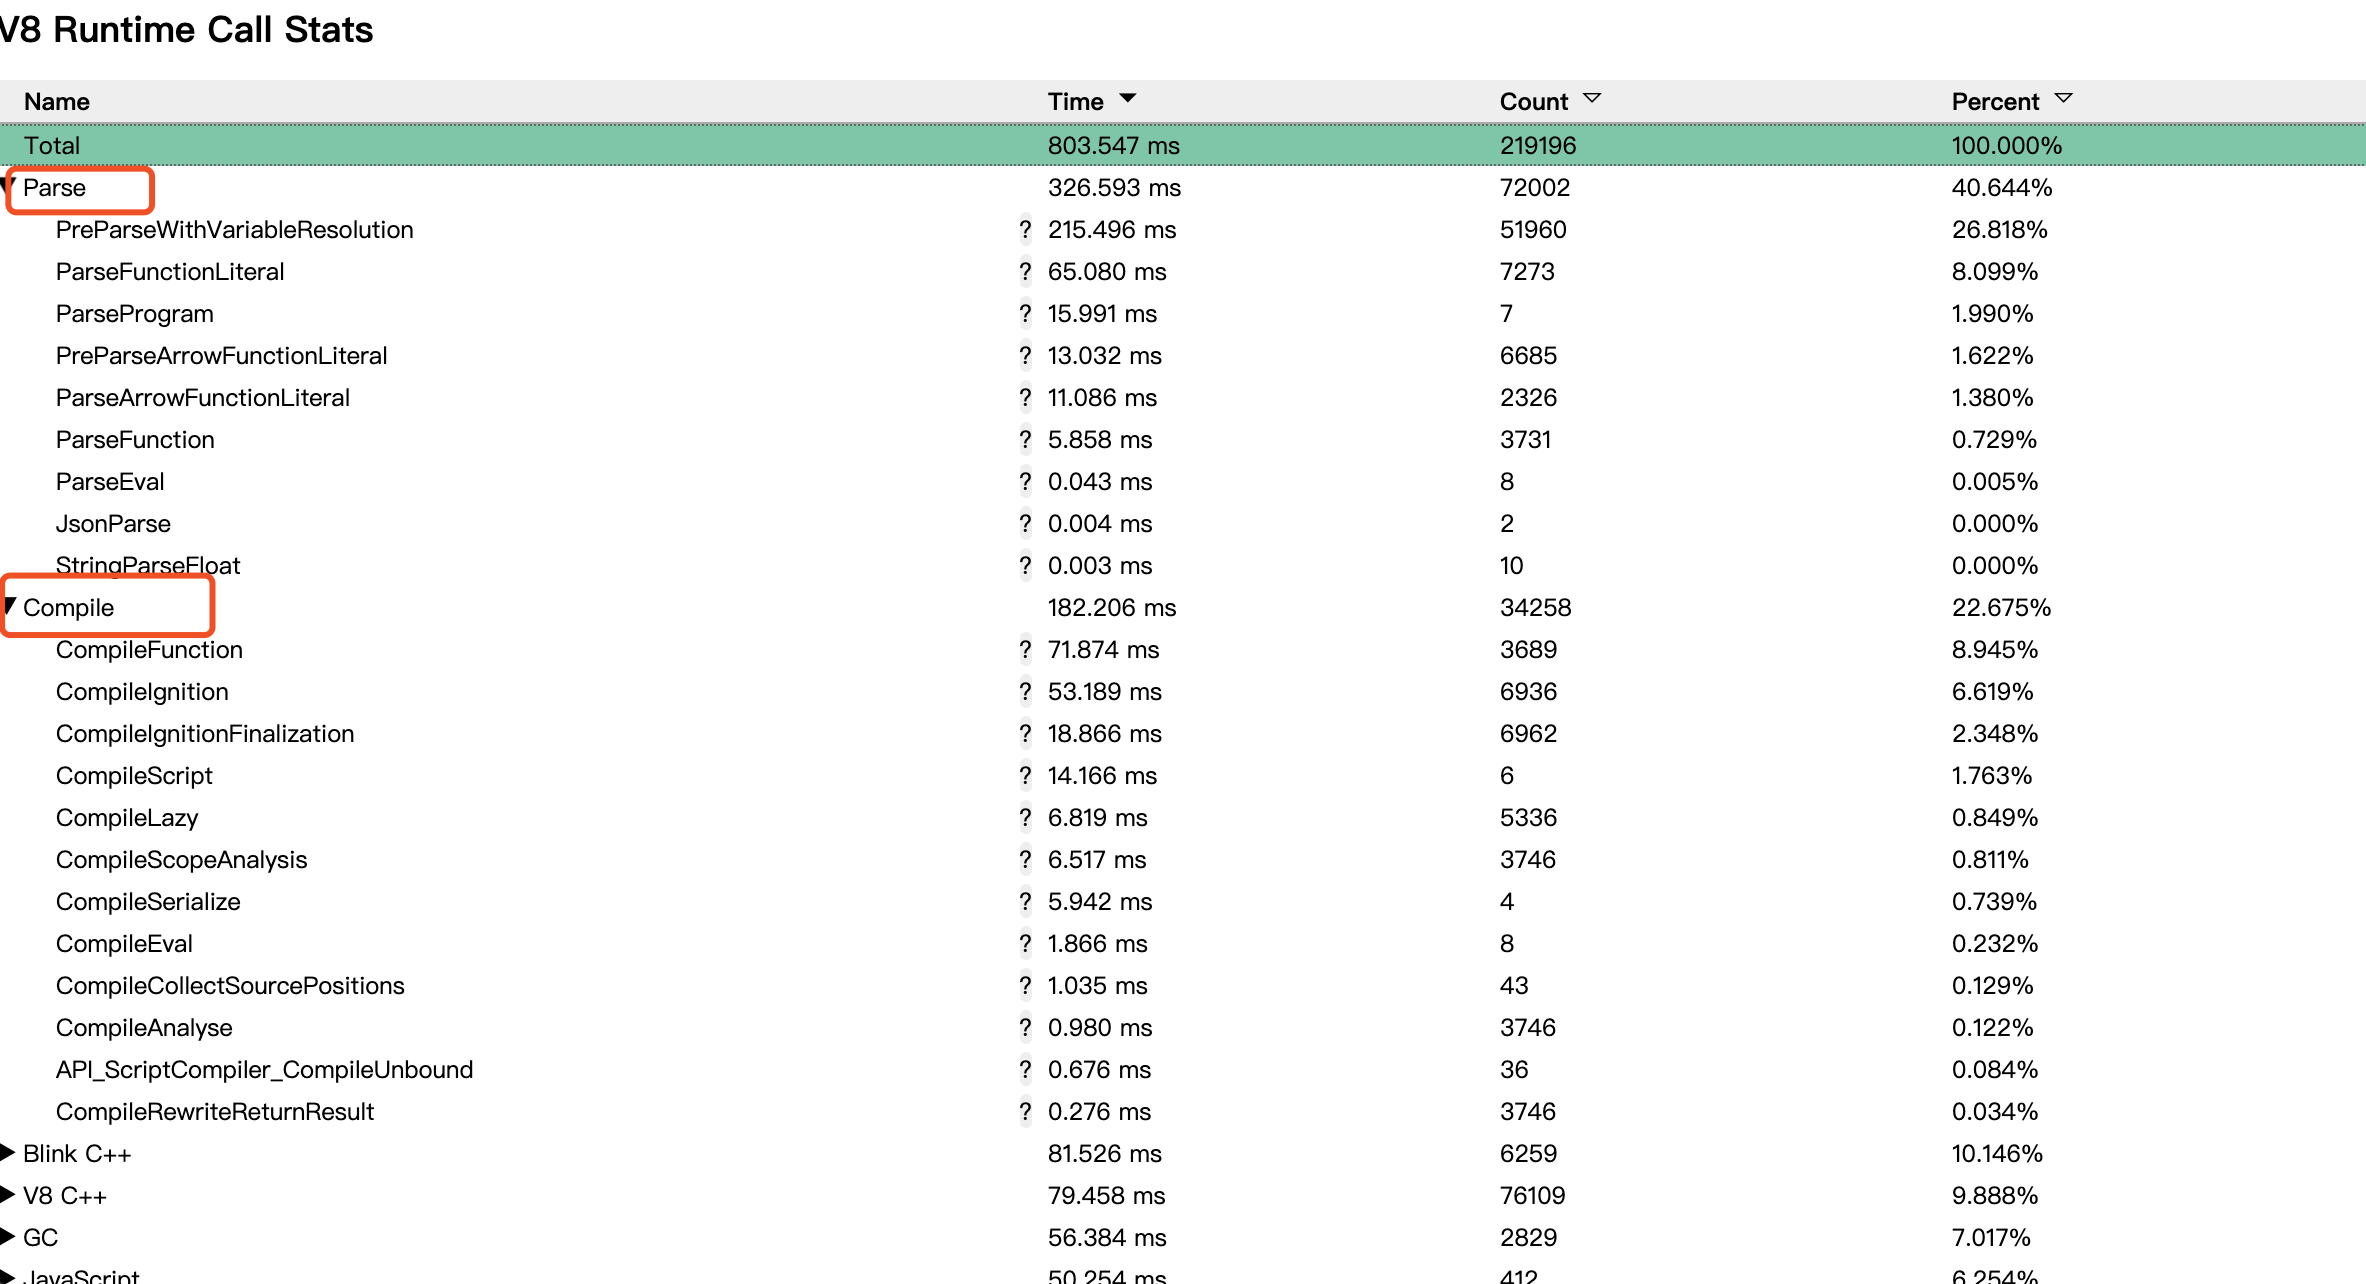 V8 Runtime Call Stats
Name Time Count Percent
Total 803.547 ms 219196 100.000%
Parse 326.593 ms 72002 40.644%
PreParseWithVariableResolution ? 215.496 ms 51960 26.818%
ParseFunctionLiteral ? 65.080 ms 7273 8.099%
ParseProgram ? 15.991 ms 7 1.990%
PreParseArrowFunctionLiteral ? 13.032 ms 6685 1.622%
ParseArrowFunctionLiteral ? 11.086 ms 2326 1.380%
ParseFunction ? 5.858 ms 3731 0.729%
ParseEval ? 0.043 ms 8 0.005%
JsonParse ? 0.004 ms 2 0.000%
StringParseFloat ? 0.003 ms 10 0.000%
Compile 182.206 ms 34258 22.675%
CompileFunction ? 71.874 ms 3689 8.945%
CompileIgnition ? 53.189 ms 6936 6.619%
CompileIgnitionFinalization ? 18.866 ms 6962 2.348%
CompileScript ? 14.166 ms 6 1.763%
CompileLazy ? 6.819 ms 5336 0.849%
CompileScopeAnalysis ? 6.517 ms 3746 0.811%
CompileSerialize ? 5.942 ms 4 0.739%
CompileEval ? 1.866 ms 8 0.232%
CompileCollectSourcePositions ? 1.035 ms 43 0.129%
CompileAnalyse ? 0.980 ms 3746 0.122%
API_ScriptCompiler_CompileUnbound ? 0.676 ms 36 0.084%
CompileRewriteReturnResult ? 0.276 ms 3746 0.034%
Blink C++ 81.526 ms 6259 10.146%
V8 C++ 79.458 ms 76109 9.888%
GC 56.384 ms 2829 7.017%
JavaScript 50.254 ms 412 6.254%